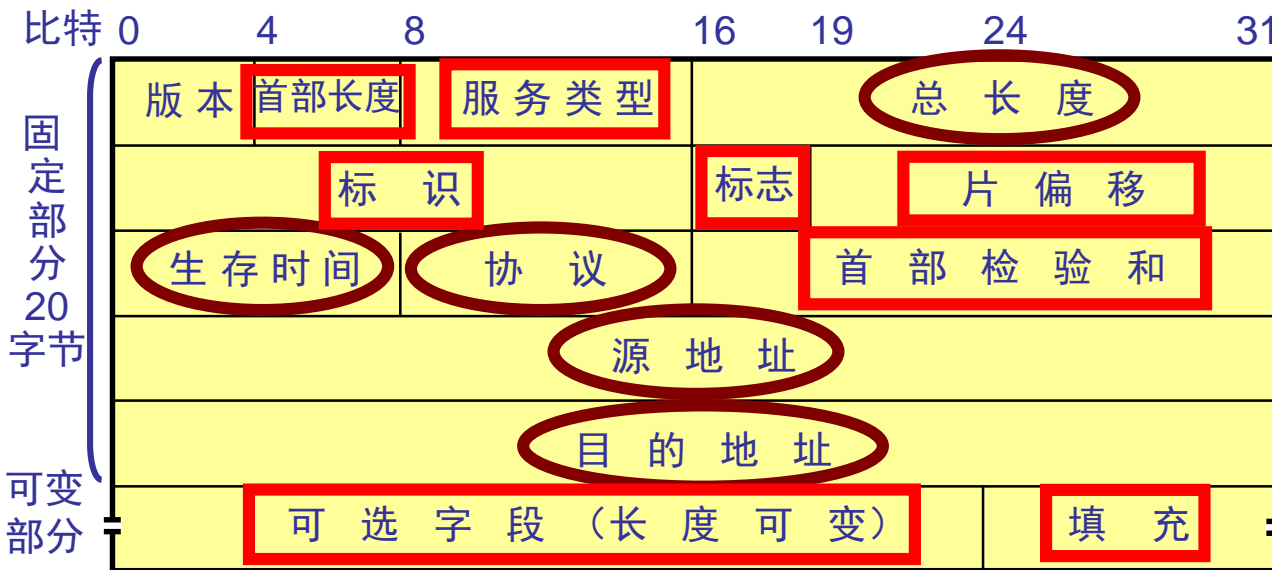 比特 0 4 8 16 19 24 31
版本 首部长度 服务类型 总长度
标识 标志 片偏移
生存时间 协议 首部检验和
源地址
目的地址
可选字段（长度可变） 填充
固定部分20字节
可变部分